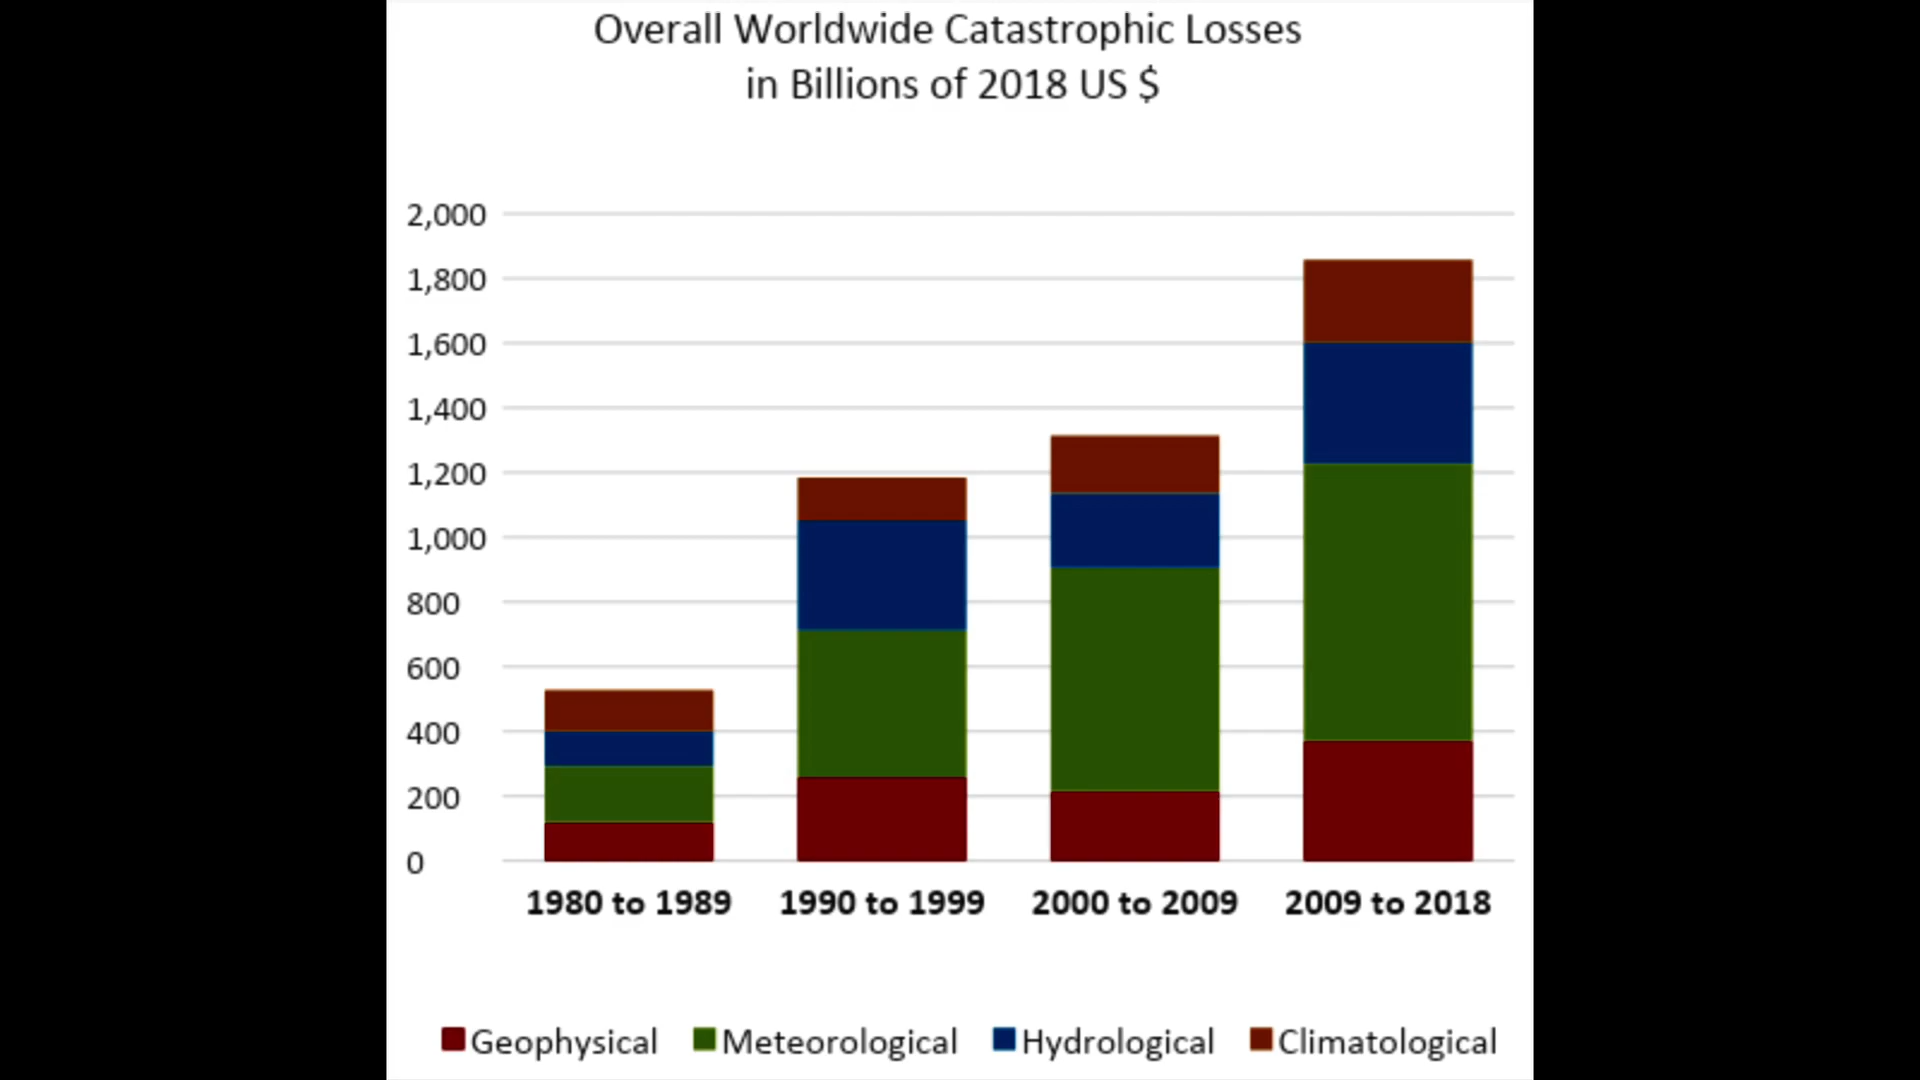 Overall Worldwide Catastrophic Losses
in Billions of 2018 US $
2,000
1,800
1,600
1,400
1,200
1,000
800
600
400
200
0
1980 to 1989 1990 to 1999 2000 to 2009 2009 to 2018
Geophysical Meteorological Hydrological Climatological